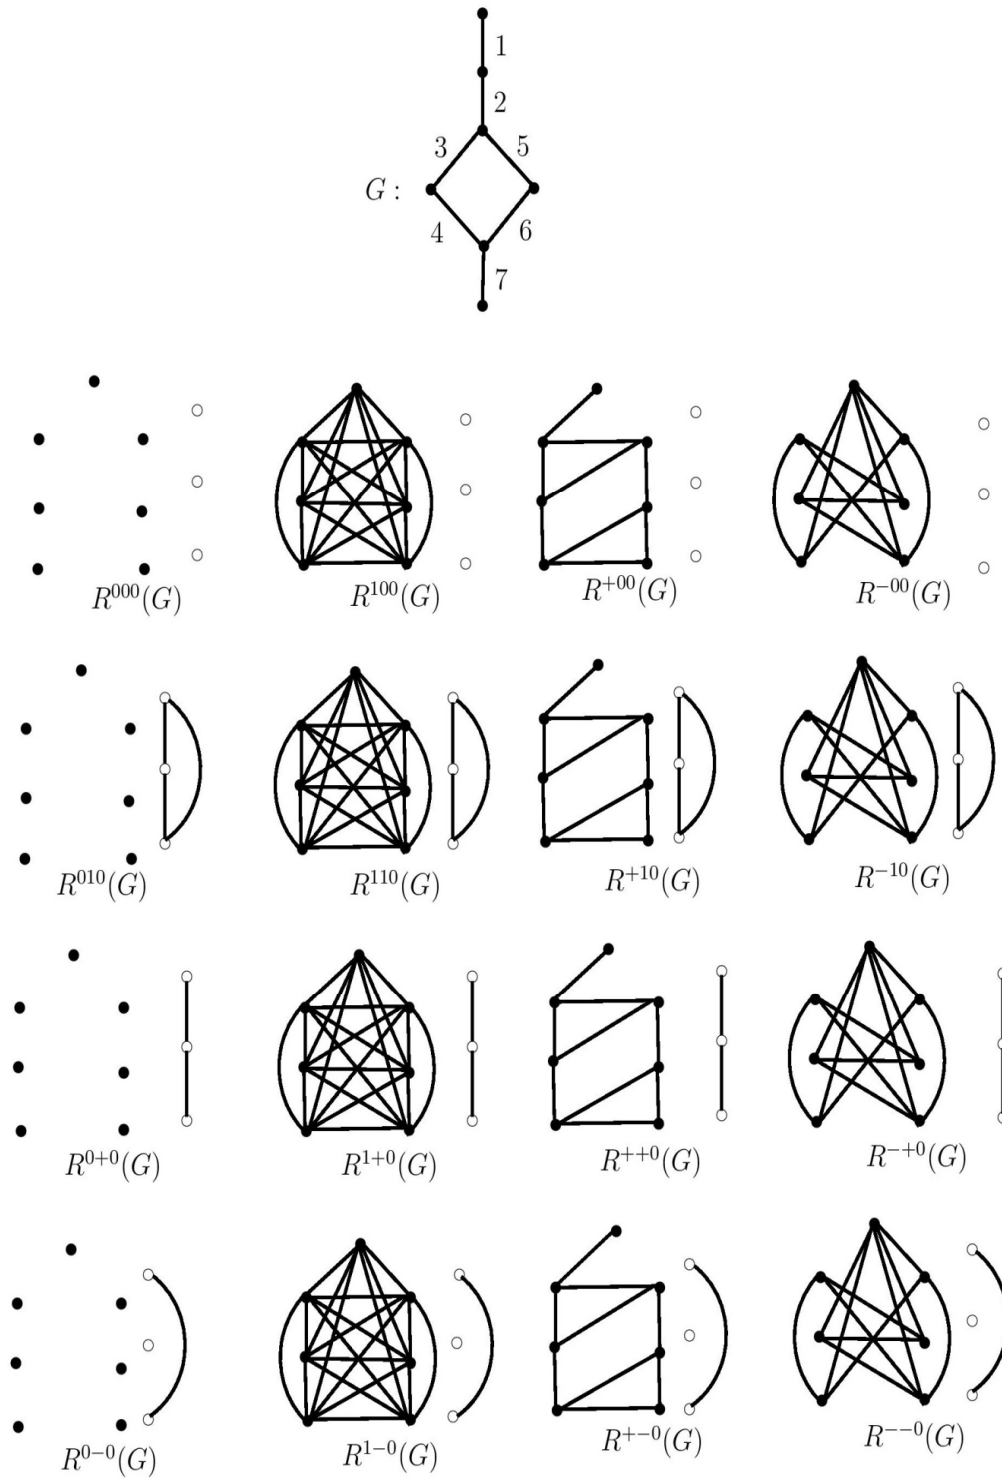 1
2
3 5
G :
4 6
7
R^{000}(G) R^{100}(G) R^{+00}(G) R^{-00}(G)
R^{010}(G) R^{110}(G) R^{+10}(G) R^{-10}(G)
R^{0+0}(G) R^{1+0}(G) R^{++0}(G) R^{-+0}(G)
R^{0-0}(G) R^{1-0}(G) R^{+-0}(G) R^{--0}(G)